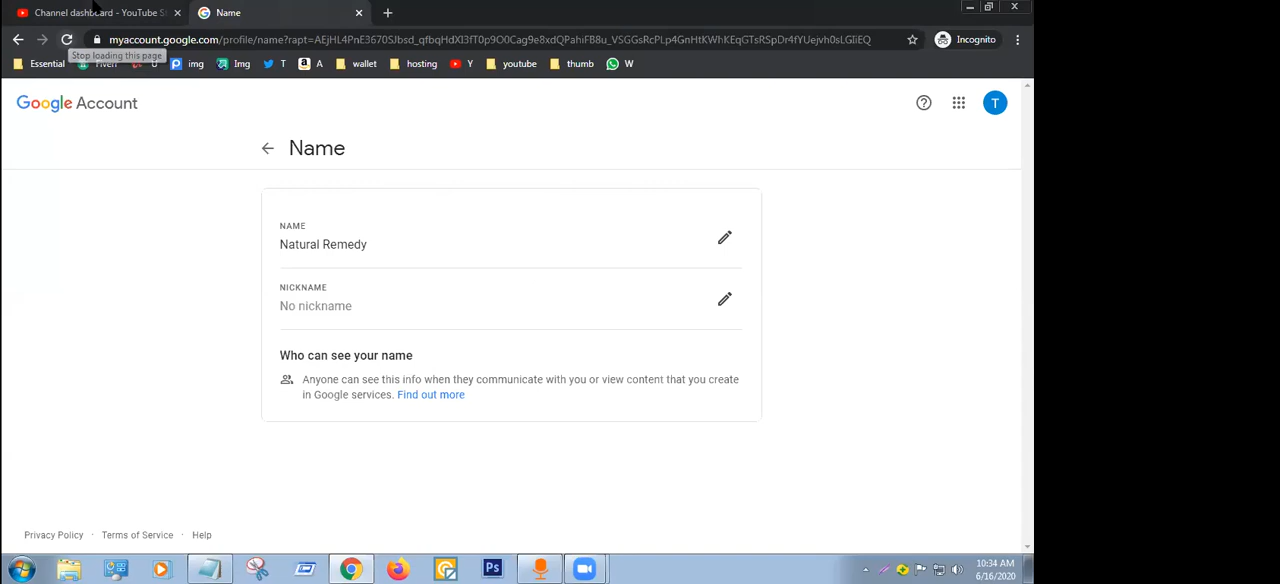 Channel dashboard - YouTube S
Name
myaccount.google.com/profile/name?rapt=
Incognito
Stop loading this page
Essential
U
img
Img
T
A
wallet
hosting
Y
youtube
thumb
W
Google Account
T
Name
NAME
Natural Remedy
NICKNAME
No nickname
Who can see your name
Anyone can see this info when they communicate with you or view content that you create
in Google services. Find out more
Privacy Policy · Terms of Service · Help
Ps
10:34 AM
6/16/2020